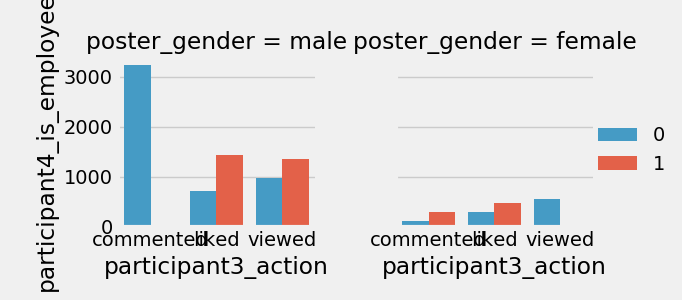 poster_gender = male
poster_gender = female
participant4_is_employee
3000
2000
1000
0
commented
liked
viewed
participant3_action
commented
liked
viewed
participant3_action
0
1